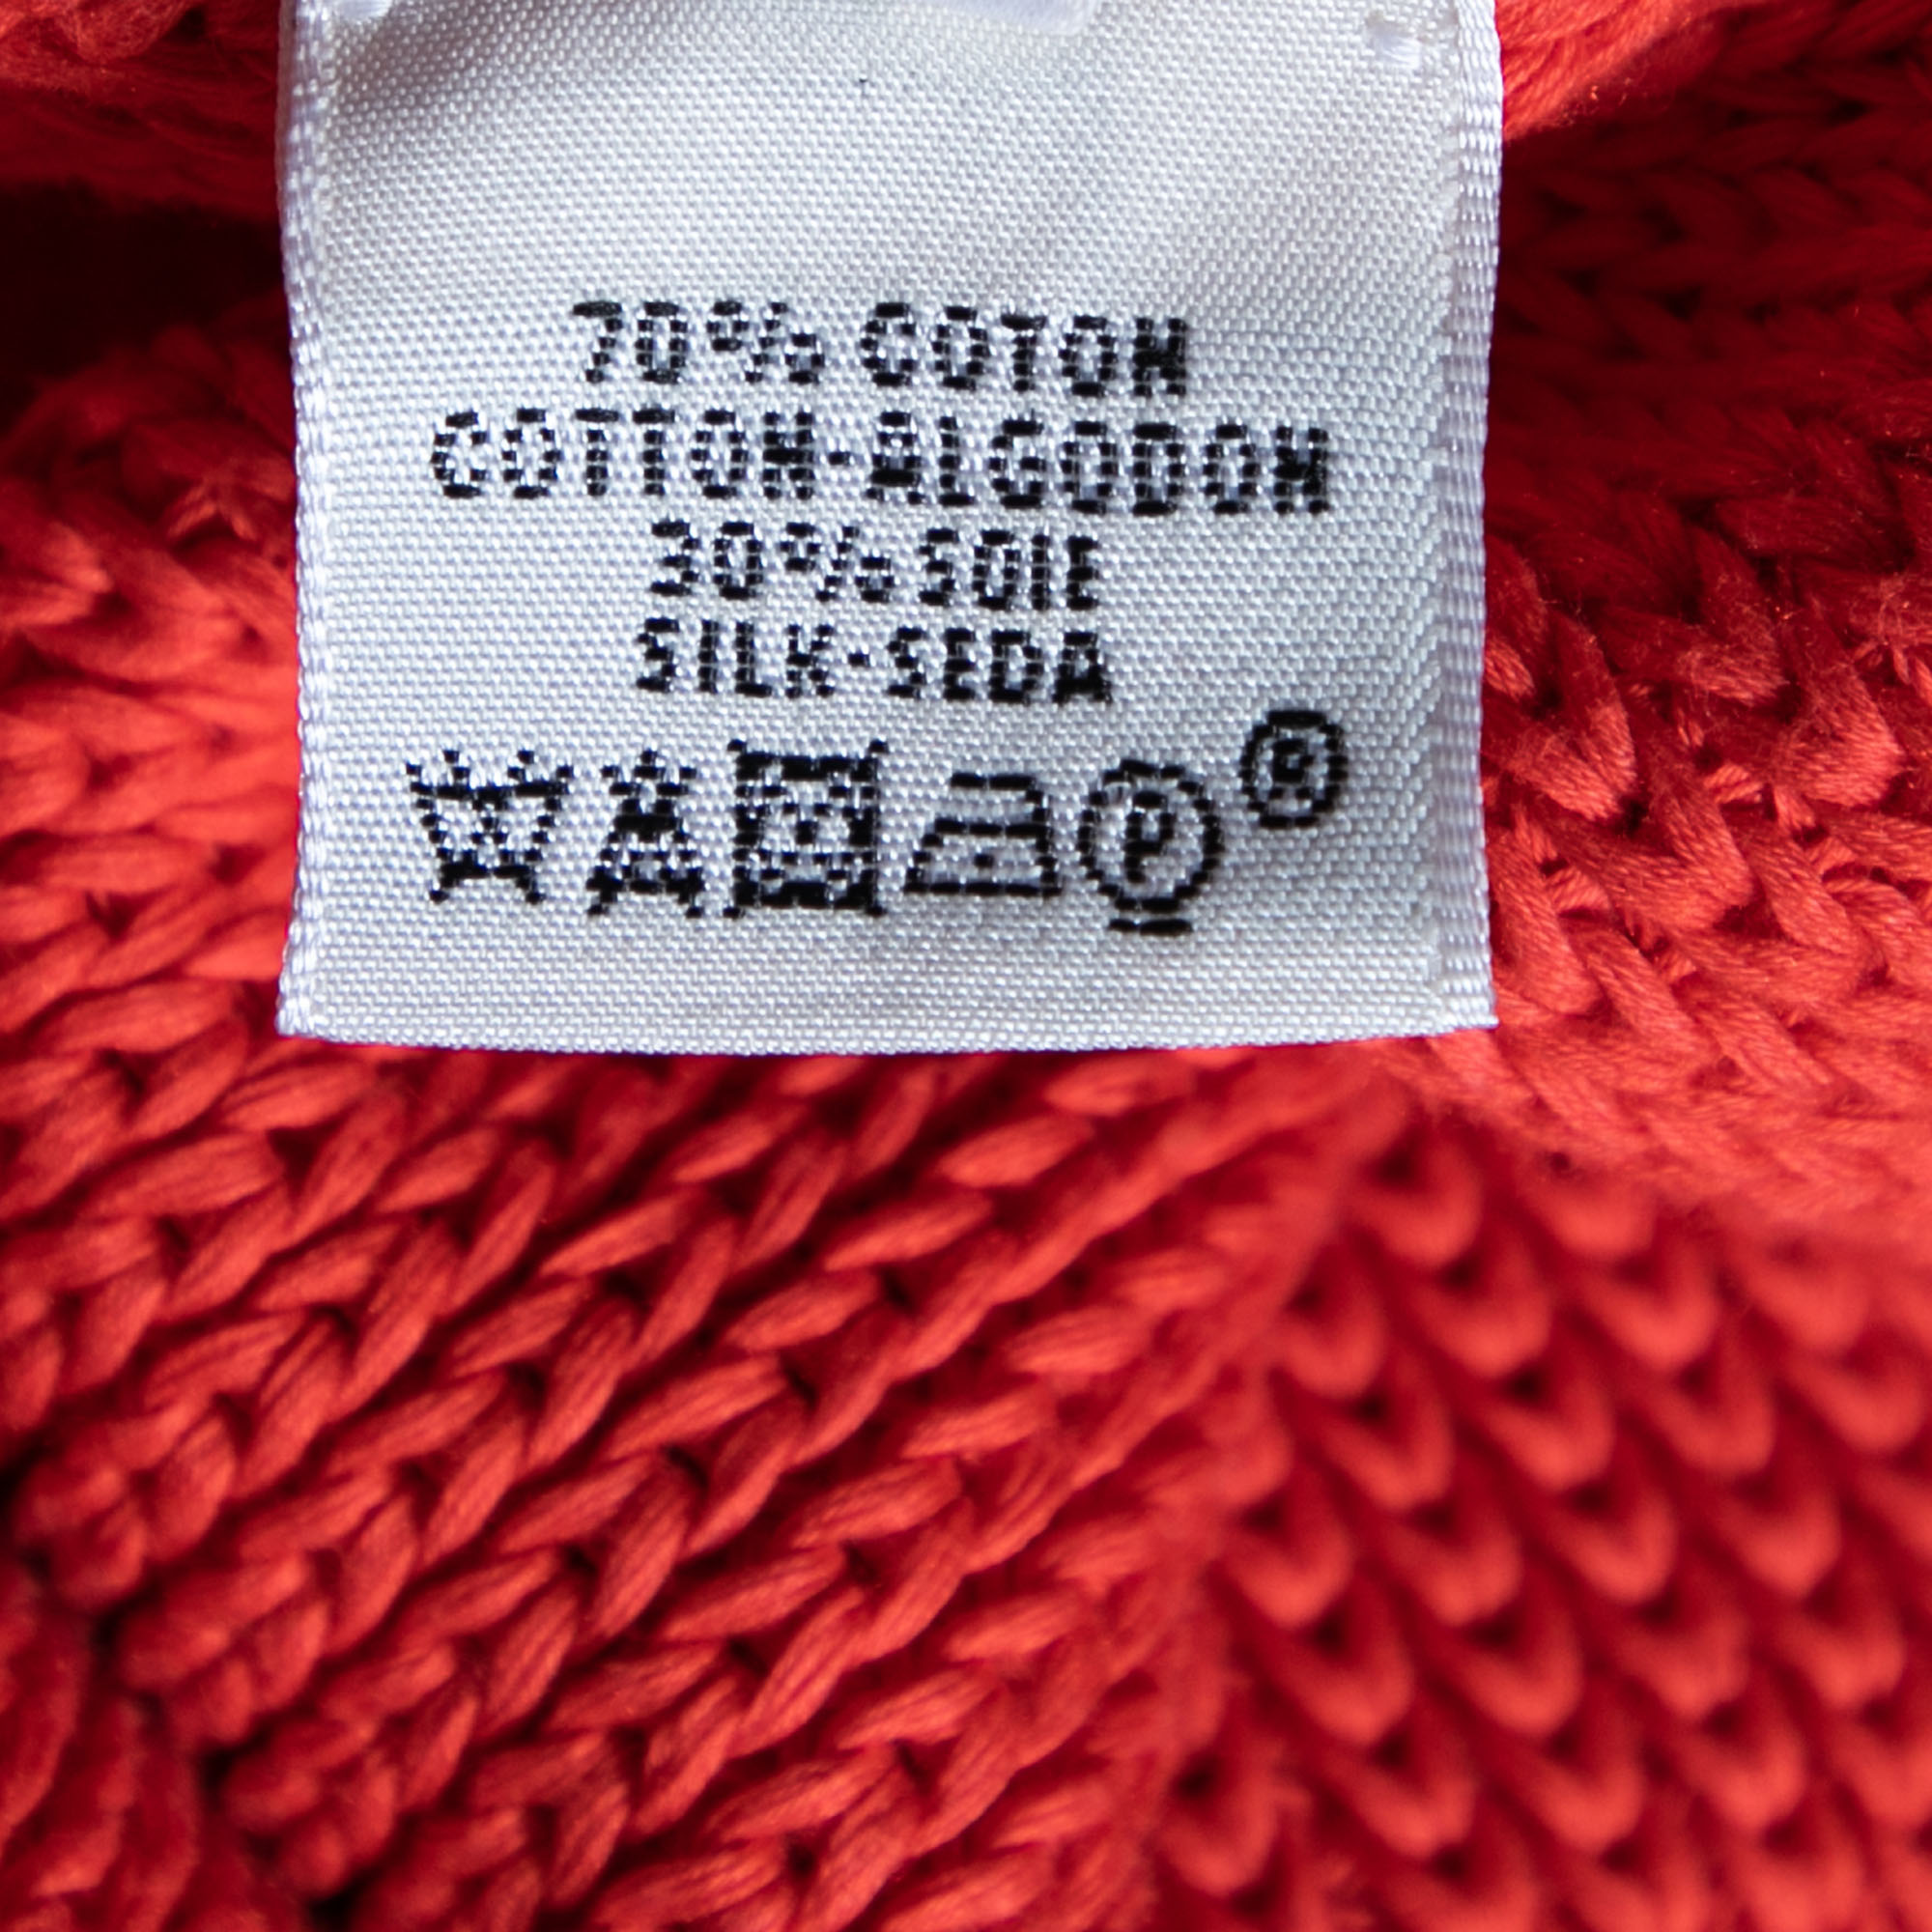 70% COTON
COTTON-ALGODON
30% SOIE
SILK-SEDA
P ®